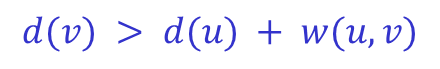 d(v) > d(u) + w(u, v)